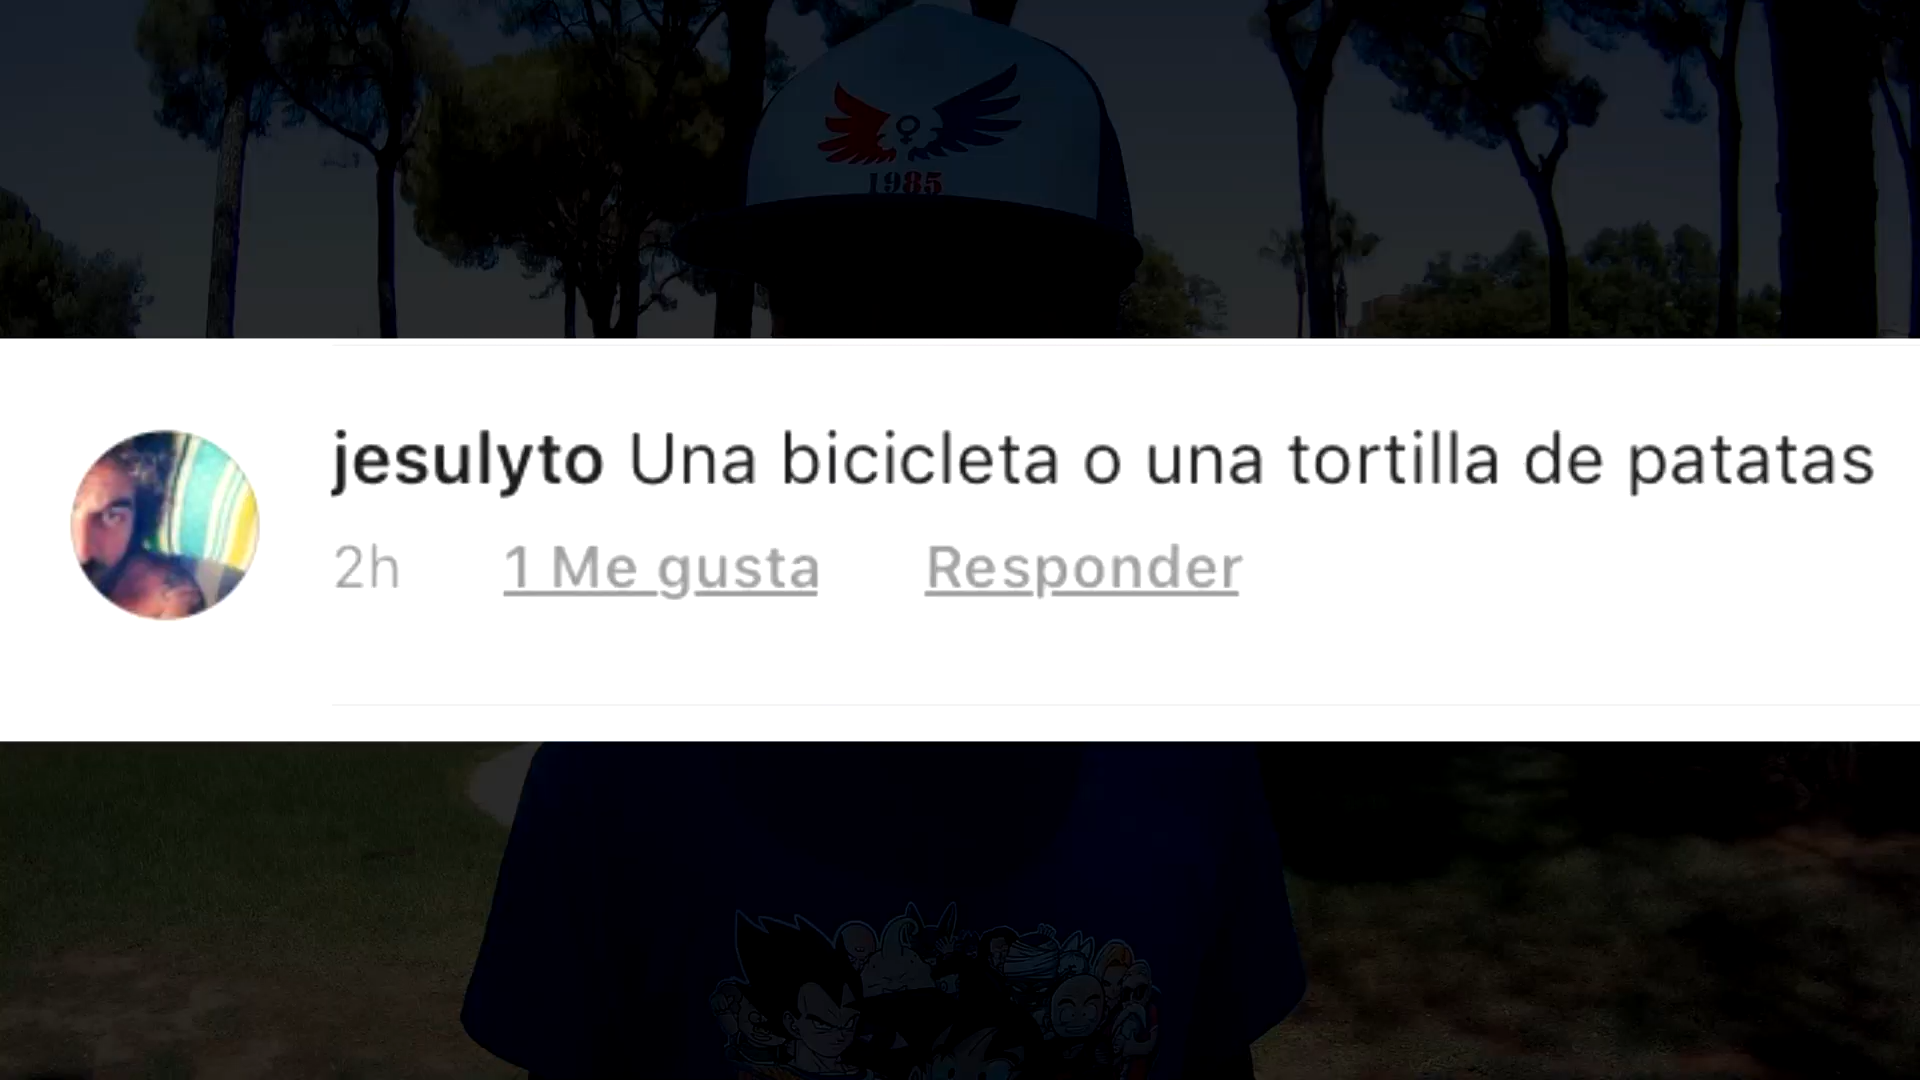 1985
jesulyto Una bicicleta o una tortilla de patatas
2h 1 Me gusta Responder